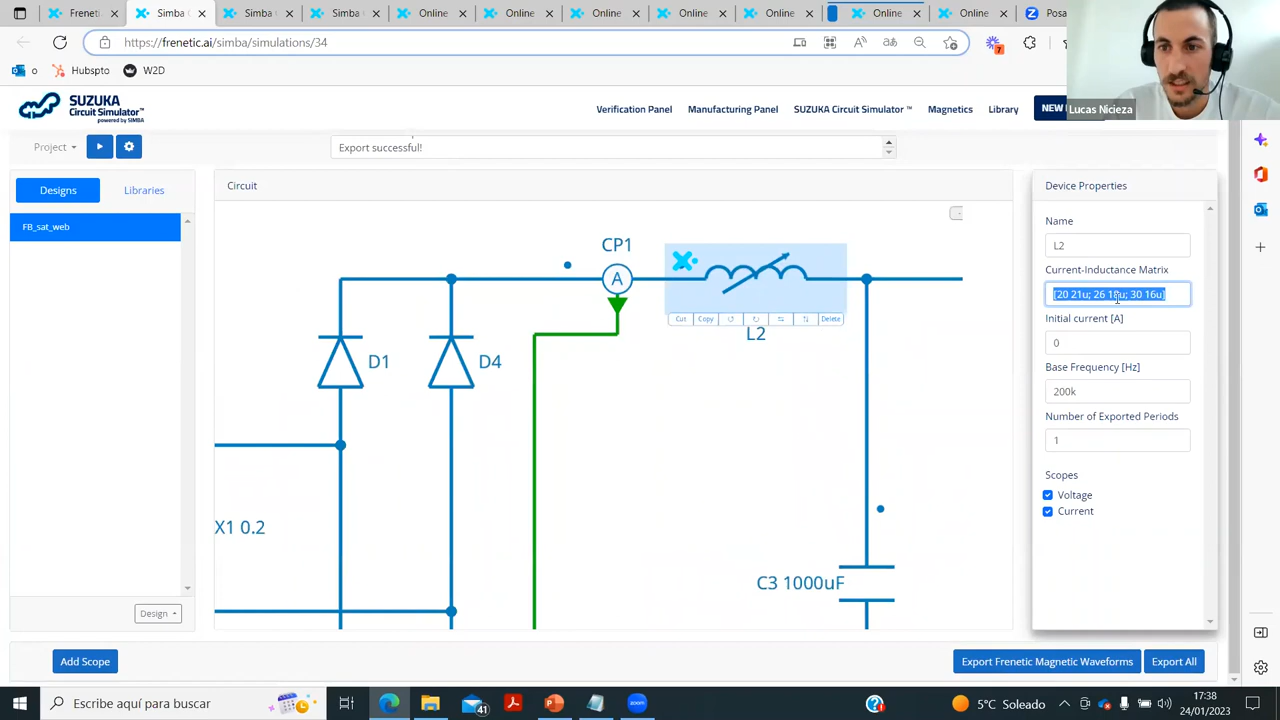 Frenetic
Simba
Simba
Simba
Online
Online
Online
Online
Online
Online
Online
Posa
https://frenetic.ai/simba/simulations/34
aあ
7
o
Hubspto
W2D
Lucas Nicieza
SUZUKA
Circuit Simulator™
powered by SIMBA
Verification Panel
Manufacturing Panel
SUZUKA Circuit Simulator ™
Magnetics
Library
NEW
Project
Export successful!
Designs
Libraries
FB_sat_web
Design
Circuit
CP1
A
D1
D4
Cut
Copy
Delete
L2
X1 0.2
C3 1000uF
Device Properties
Name
L2
Current-Inductance Matrix
[20 21u; 26 18u; 30 16u]
Initial current [A]
0
Base Frequency [Hz]
200k
Number of Exported Periods
1
Scopes
Voltage
Current
Add Scope
Export Frenetic Magnetic Waveforms
Export All
Escribe aquí para buscar
41
5°C Soleado
17:38
24/01/2023